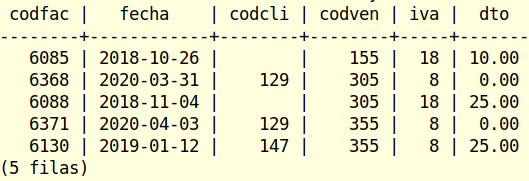 codfac |   fecha    | codcli | codven | iva |  dto
--------+------------+--------+--------+-----+-------
   6085 | 2018-10-26 |        |    155 |  18 | 10.00
   6368 | 2020-03-31 |    129 |    305 |   8 |  0.00
   6088 | 2018-11-04 |        |    305 |  18 | 25.00
   6371 | 2020-04-03 |    129 |    355 |   8 |  0.00
   6130 | 2019-01-12 |    147 |    355 |   8 | 25.00
(5 filas)